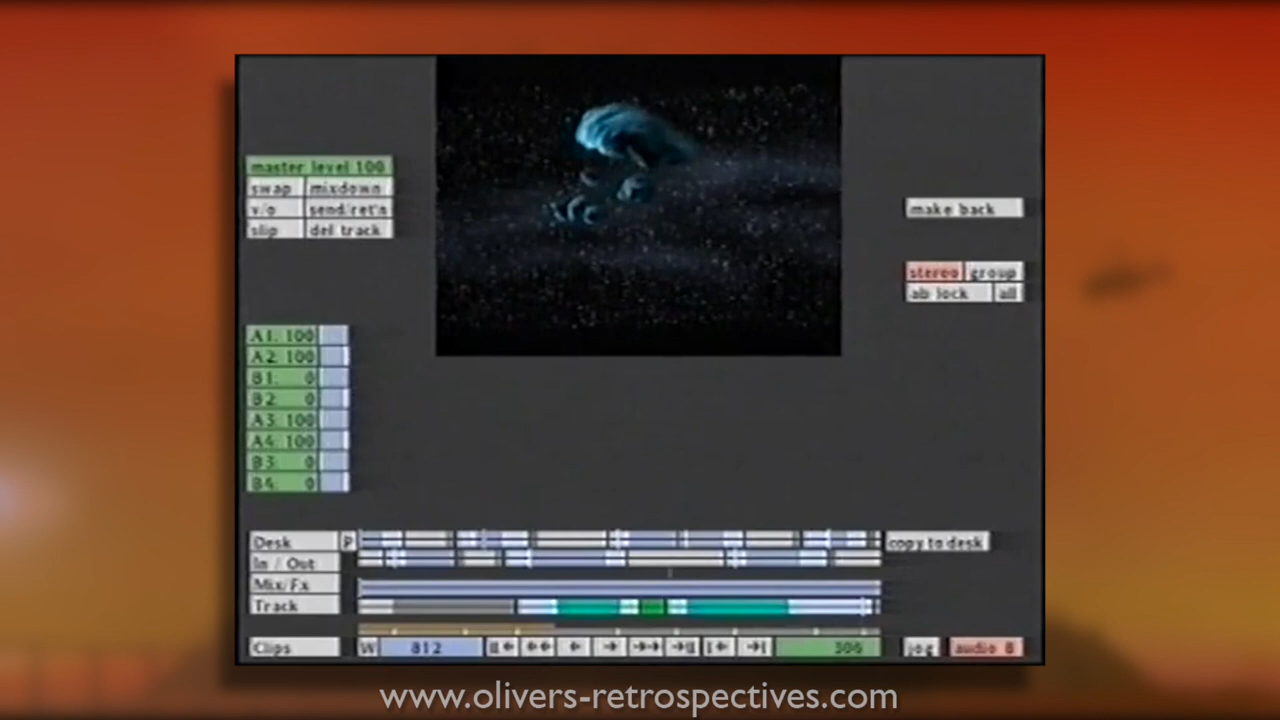 master level 100
swap mixdown
v/o send/ret'n
slip del track
make back
stereo group
ab lock all
A1: 100
A2: 100
B1: 0
B2: 0
A3: 100
A4: 100
B3: 0
B4: 0
Desk P copy to desk
In / Out
Mix/Fx
Track
Clips W 812 306 jog audio 8
www.olivers-retrospectives.com